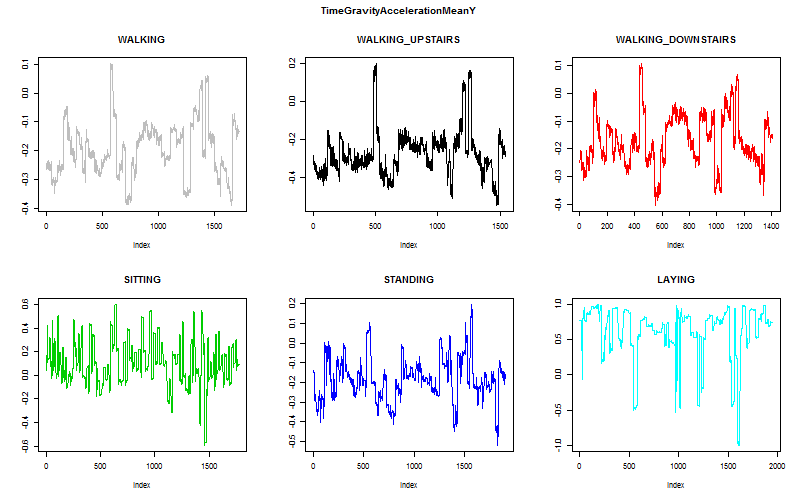 TimeGravityAccelerationMeanY
WALKING
WALKING_UPSTAIRS
WALKING_DOWNSTAIRS
0.1
0.0
-0.1
-0.2
-0.3
-0.4
0 500 1000 1500
Index
0.2
0.0
-0.2
-0.4
0 500 1000 1500
Index
0.1
0.0
-0.1
-0.2
-0.3
-0.4
0 200 400 600 800 1000 1200 1400
Index
SITTING
STANDING
LAYING
0.6
0.4
0.2
0.0
-0.2
-0.4
-0.6
0 500 1000 1500
Index
0.2
0.1
0.0
-0.1
-0.2
-0.3
-0.4
-0.5
0 500 1000 1500
Index
1.0
0.5
0.0
-0.5
-1.0
0 500 1000 1500 2000
Index